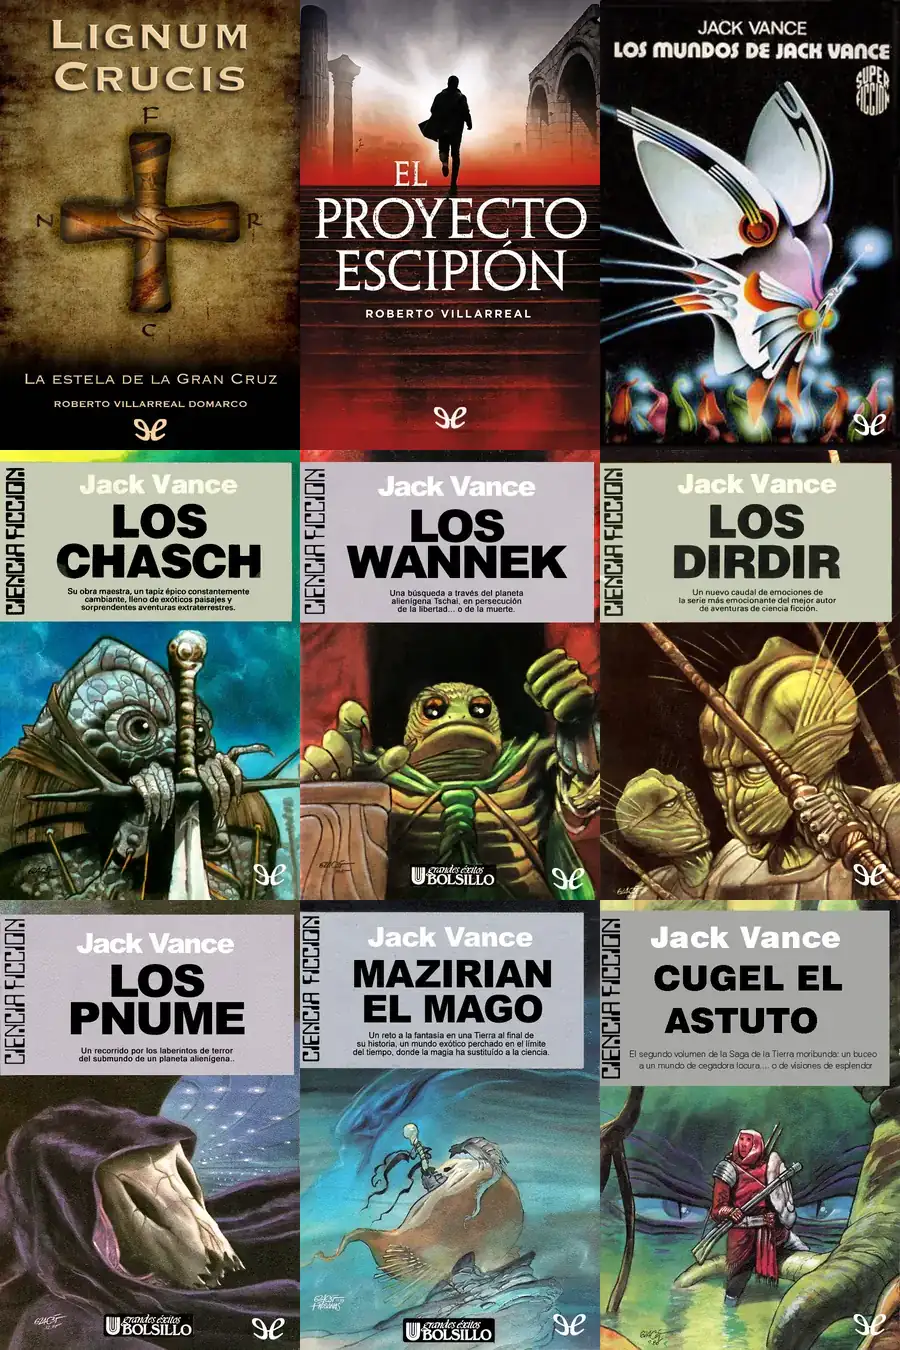 LIGNUM
CRUCIS
F
N
R
C
LA ESTELA DE LA GRAN CRUZ
ROBERTO VILLARREAL DOMARCO
EL
PROYECTO
ESCIPIÓN
ROBERTO VILLARREAL
JACK VANCE
LOS MUNDOS DE JACK VANCE
SUPER
FICCION
CIENCIA FICCION
Jack Vance
LOS
CHASCH
Su obra maestra, un tapiz épico constantemente
cambiante, lleno de exóticos paisajes y
sorprendentes aventuras extraterrestres.
CIENCIA FICCION
Jack Vance
LOS
WANNEK
Una búsqueda a través del planeta
alienígena Tschai, en persecución
de la libertad... o de la muerte.
grandes éxitos
BOLSILLO
CIENCIA FICCION
Jack Vance
LOS
DIRDIR
Un nuevo caudal de emociones de
la serie más emocionante del mejor autor
de aventuras de ciencia ficción.
CIENCIA FICCION
Jack Vance
LOS
PNUME
Un recorrido por los laberintos de terror
del submundo de un planeta alienígena..
grandes éxitos
BOLSILLO
CIENCIA FICCION
Jack Vance
MAZIRIAN
EL MAGO
Un reto a la fantasía en una Tierra al final de
su historia, un mundo exótico perchado en el límite
del tiempo, donde la magia ha sustituído a la ciencia.
grandes éxitos
BOLSILLO
CIENCIA FICCION
Jack Vance
CUGEL EL
ASTUTO
El segundo volumen de la Saga de la Tierra moribunda: un buceo
a un mundo de cegadora locura.... o de visiones de esplendor